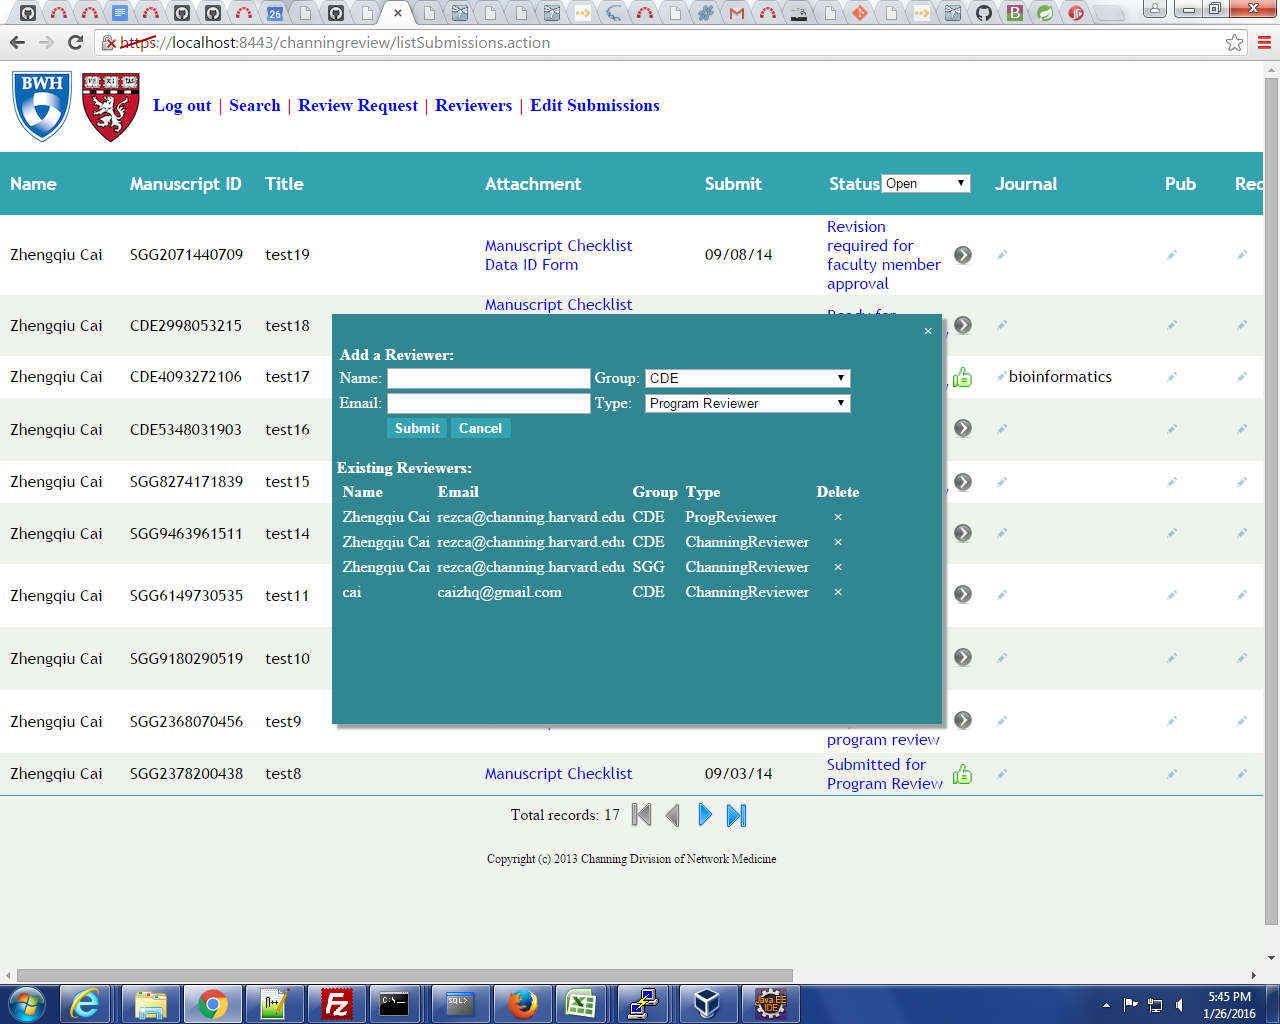 26
https://localhost:8443/channingreview/listSubmissions.action
BWH
Log out | Search | Review Request | Reviewers | Edit Submissions
Name Manuscript ID Title Attachment Submit Status Open Journal Pub Rec
Zhengqiu Cai SGG2071440709 test19 Manuscript Checklist 09/08/14 Revision
Data ID Form required for
faculty member
approval
Manuscript Checklist
Zhengqiu Cai CDE2998053215 test18 Ready for
Zhengqiu Cai CDE4093272106 test17 bioinformatics
Zhengqiu Cai CDE5348031903 test16
Zhengqiu Cai SGG8274171839 test15
Zhengqiu Cai SGG9463961511 test14
Zhengqiu Cai SGG6149730535 test11
Zhengqiu Cai SGG9180290519 test10
Zhengqiu Cai SGG2368070456 test9
program review
Zhengqiu Cai SGG2378200438 test8 Manuscript Checklist 09/03/14 Submitted for
Program Review
×
Add a Reviewer:
Name: Group: CDE
Email: Type: Program Reviewer
Submit Cancel
Existing Reviewers:
Name Email Group Type Delete
Zhengqiu Cai rezca@channing.harvard.edu CDE ProgReviewer ×
Zhengqiu Cai rezca@channing.harvard.edu CDE ChanningReviewer ×
Zhengqiu Cai rezca@channing.harvard.edu SGG ChanningReviewer ×
cai caizhq@gmail.com CDE ChanningReviewer ×
Total records: 17
Copyright (c) 2013 Channing Division of Network Medicine
C:\_
SQL>
Java EE
IDE
5:45 PM
1/26/2016